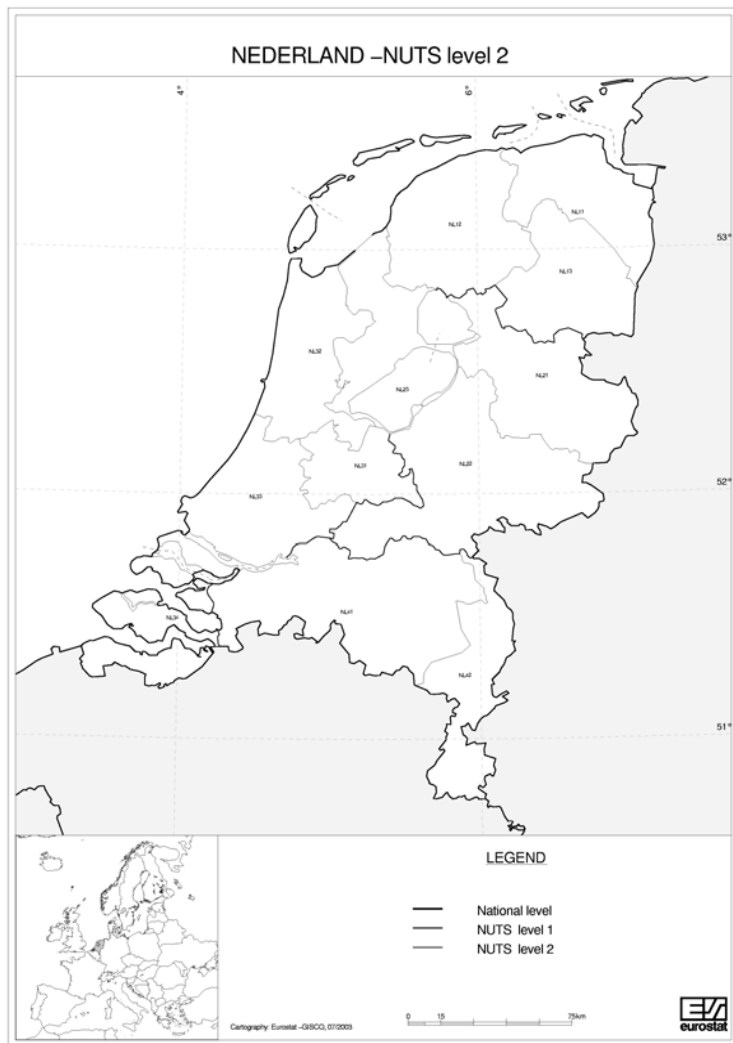 NEDERLAND –NUTS level 2
4°
6°
NL11
NL12
53°
NL13
NL32
NL21
NL23
NL31
NL22
52°
NL33
NL41
NL34
NL42
51°
LEGEND
National level
NUTS level 1
NUTS level 2
Cartography: Eurostat –GISCO, 07/2003
0 15 75km
eurostat